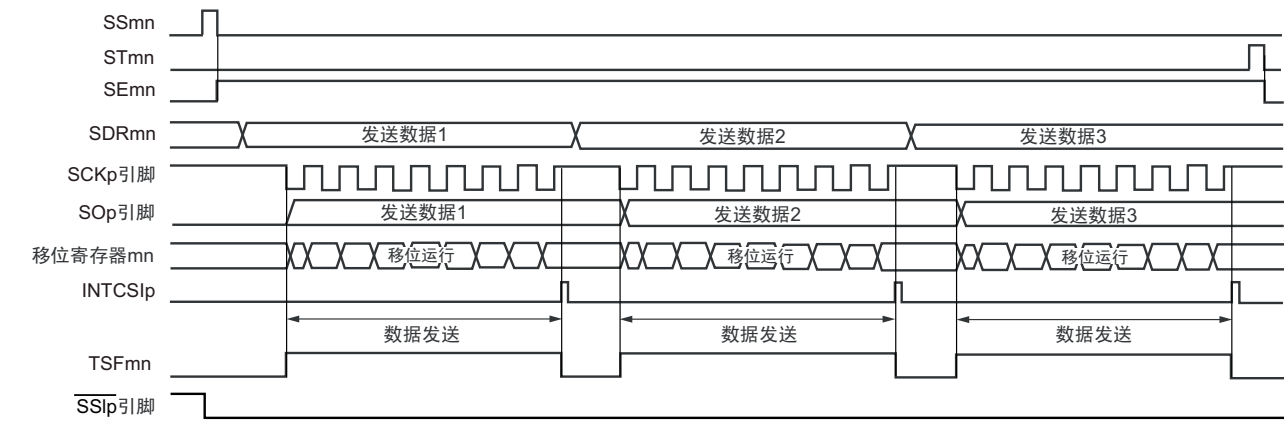 SSmn
STmn
SEmn
SDRmn 发送数据1 发送数据2 发送数据3
SCKp引脚
SOp引脚 发送数据1 发送数据2 发送数据3
移位寄存器mn 移位运行 移位运行 移位运行
INTCSIp
数据发送 数据发送 数据发送
TSFmn
SSIp引脚